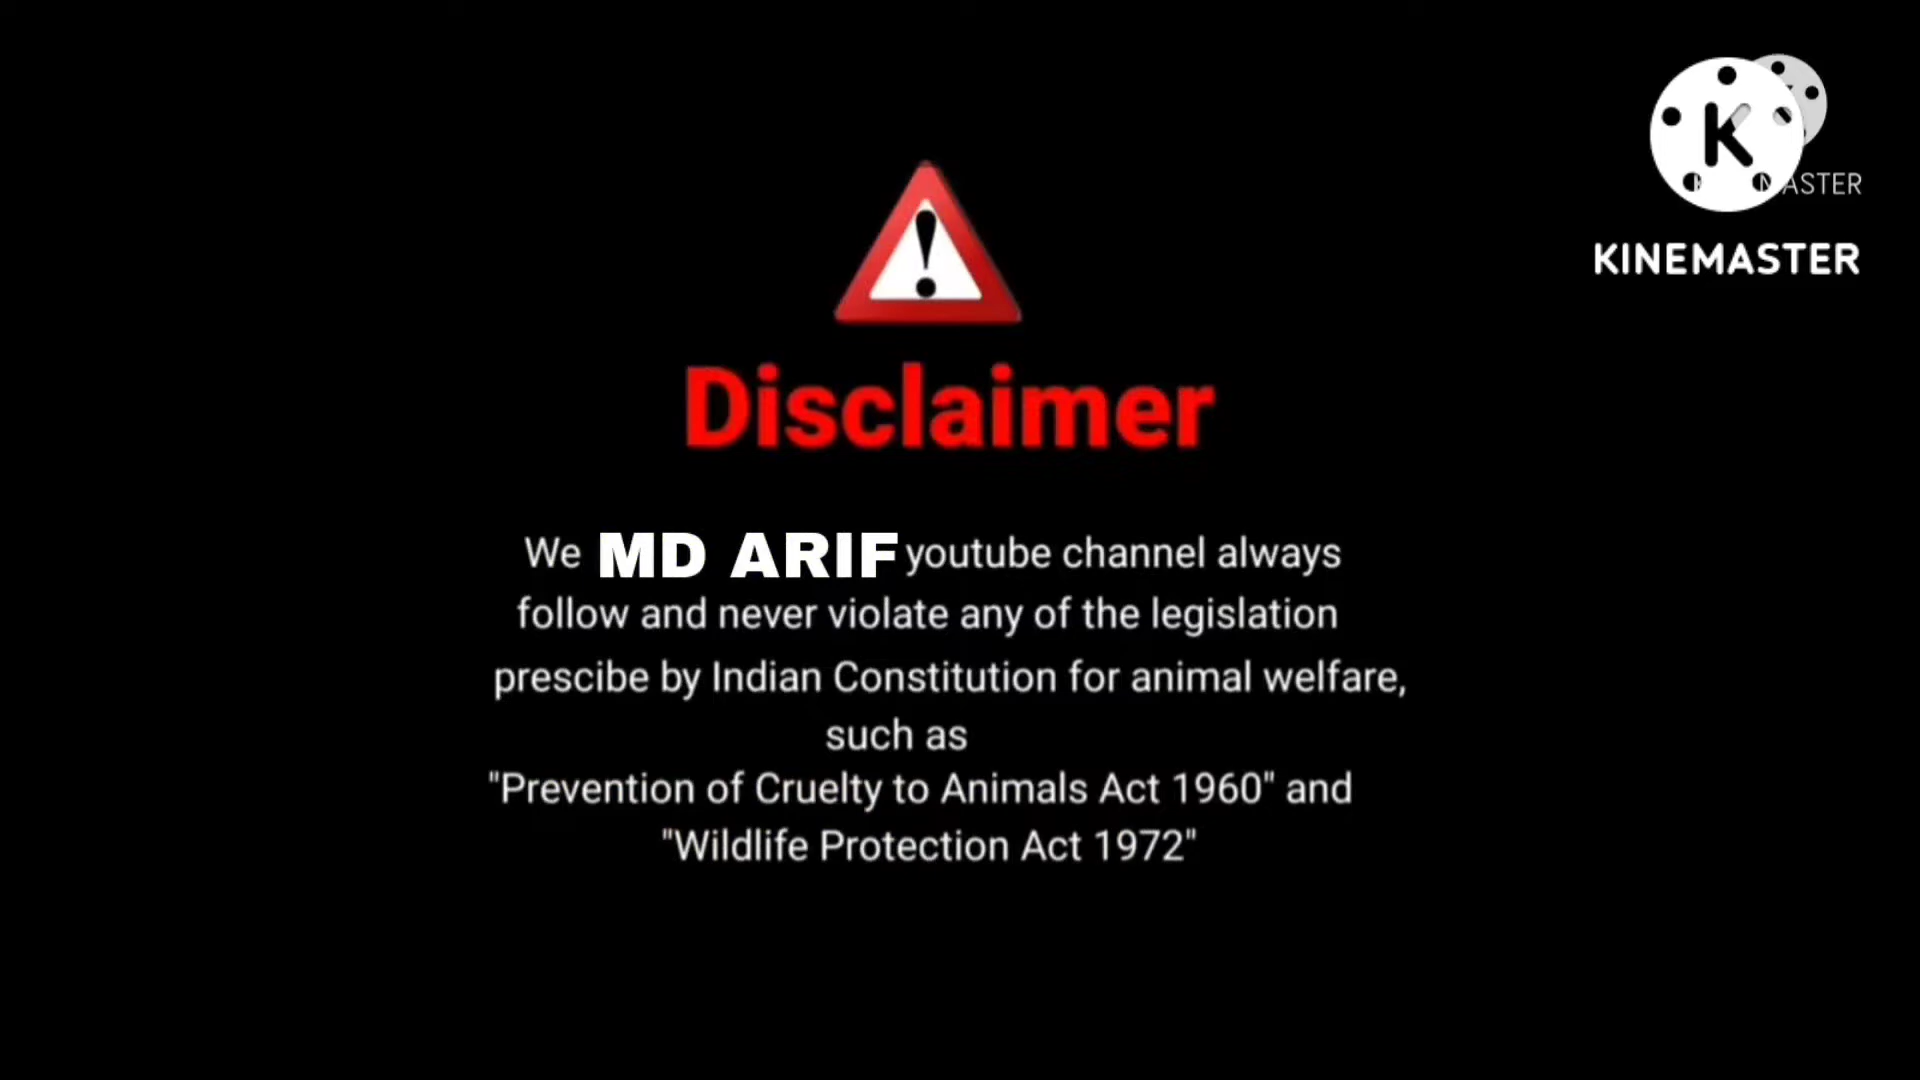 K
MASTER
KINEMASTER
Disclaimer
We MD ARIF youtube channel always
follow and never violate any of the legislation
prescibe by Indian Constitution for animal welfare,
such as
"Prevention of Cruelty to Animals Act 1960" and
"Wildlife Protection Act 1972"